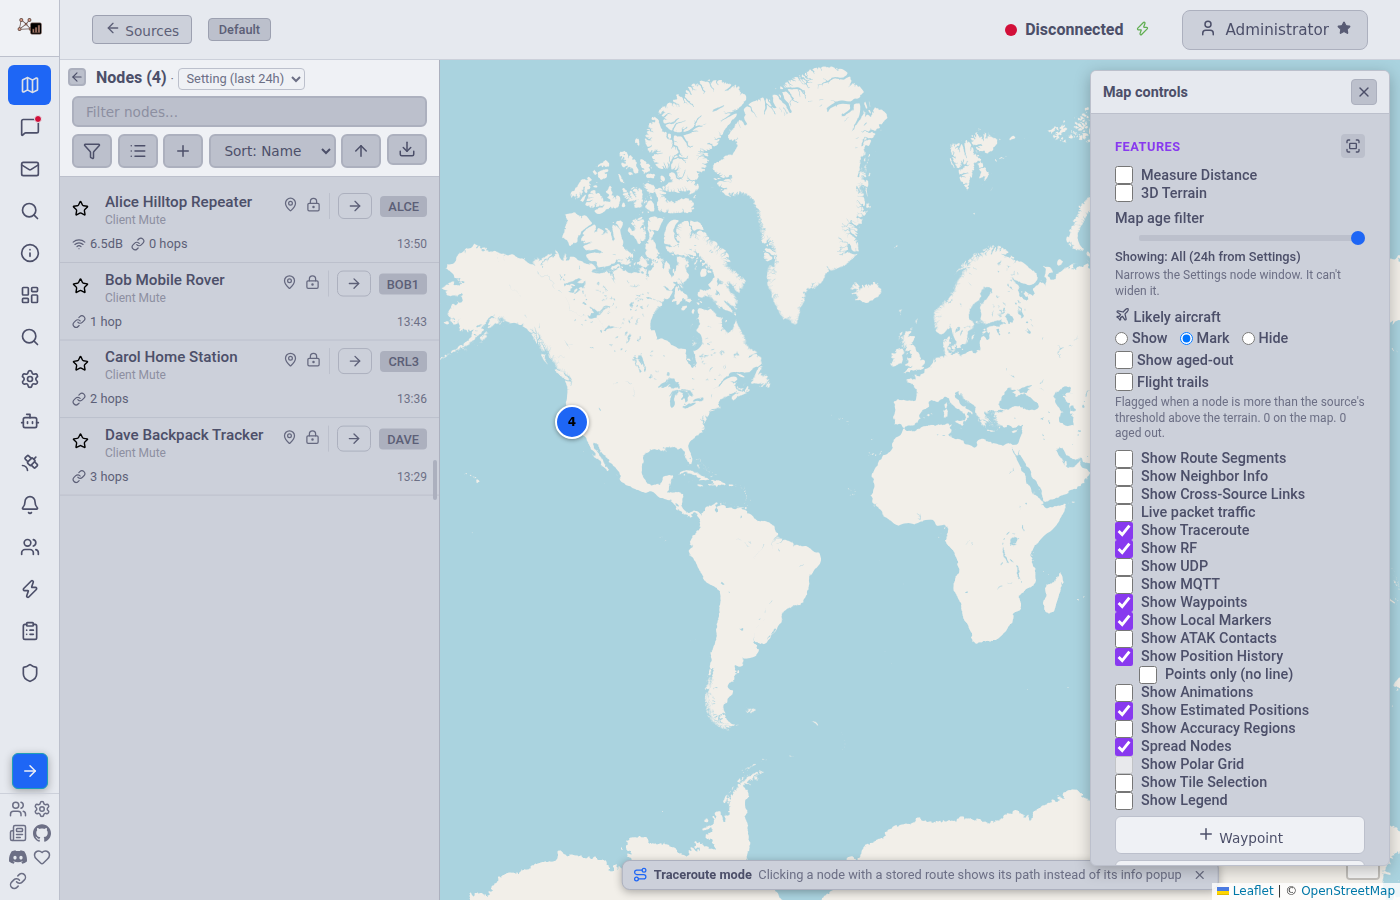 Sources
Default
Disconnected
Administrator
Nodes (4) · Setting (last 24h)
Filter nodes...
Sort: Name
Alice Hilltop Repeater
Client Mute
ALCE
6.5dB 0 hops 13:50
Bob Mobile Rover
Client Mute
BOB1
1 hop 13:43
Carol Home Station
Client Mute
CRL3
2 hops 13:36
Dave Backpack Tracker
Client Mute
DAVE
3 hops 13:29
4
Map controls
FEATURES
Measure Distance
3D Terrain
Map age filter
Showing: All (24h from Settings)
Narrows the Settings node window. It can't
widen it.
Likely aircraft
Show Mark Hide
Show aged-out
Flight trails
Flagged when a node is more than the source's
threshold above the terrain. 0 on the map. 0
aged out.
Show Route Segments
Show Neighbor Info
Show Cross-Source Links
Live packet traffic
Show Traceroute
Show RF
Show UDP
Show MQTT
Show Waypoints
Show Local Markers
Show ATAK Contacts
Show Position History
Points only (no line)
Show Animations
Show Estimated Positions
Show Accuracy Regions
Spread Nodes
Show Polar Grid
Show Tile Selection
Show Legend
Waypoint
Traceroute mode Clicking a node with a stored route shows its path instead of its info popup
Leaflet | © OpenStreetMap